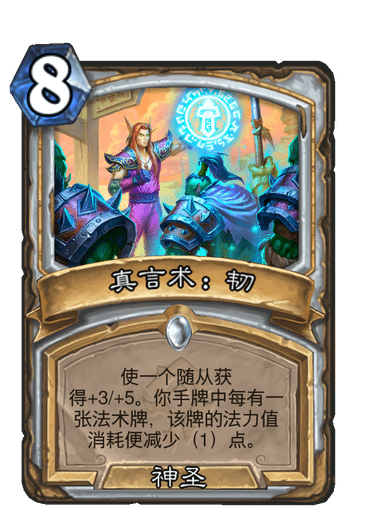 8
真言术：韧
使一个随从获
得+3/+5。你手牌中每有一
张法术牌，该牌的法力值
消耗便减少（1）点。
神圣